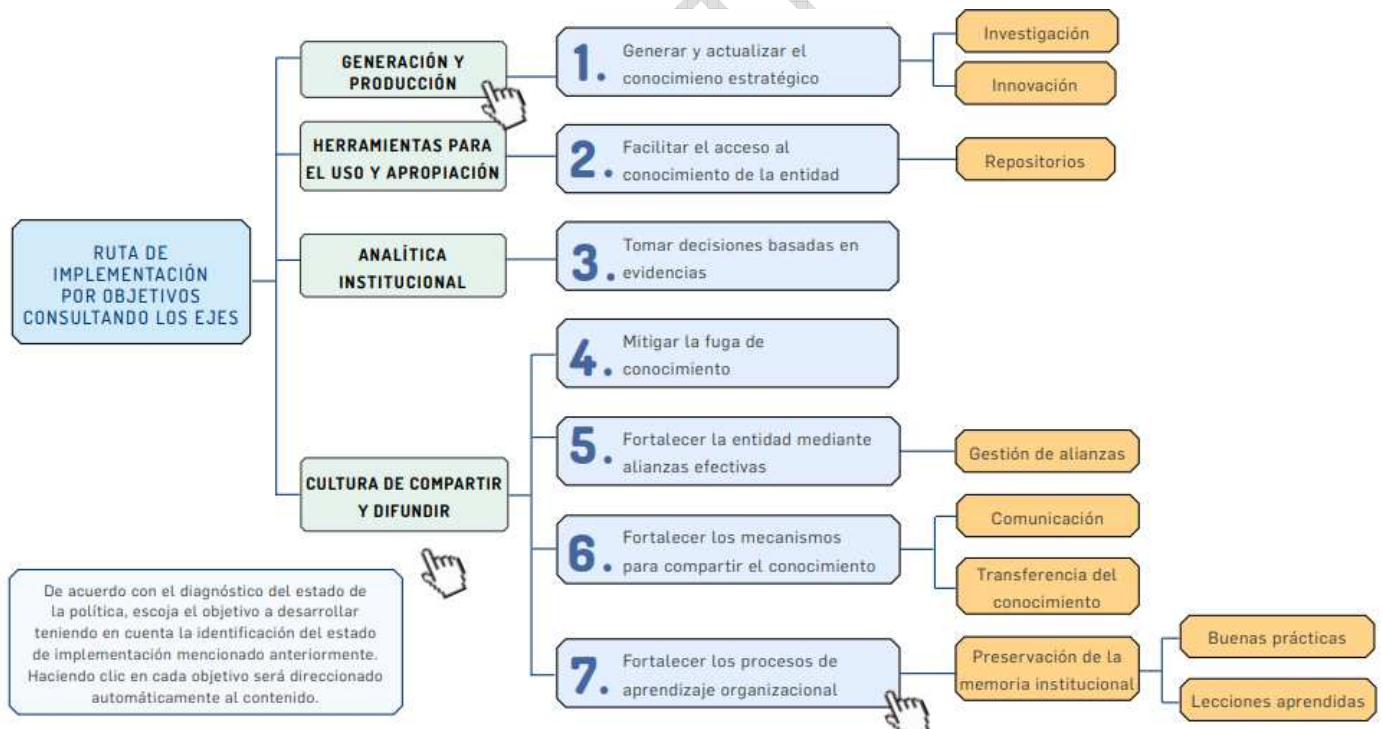 RUTA DE
IMPLEMENTACIÓN
POR OBJETIVOS
CONSULTANDO LOS EJES
GENERACIÓN Y
PRODUCCIÓN
1.
Generar y actualizar el
conocimieno estratégico
Investigación
Innovación
HERRAMIENTAS PARA
EL USO Y APROPIACIÓN
2.
Facilitar el acceso al
conocimiento de la entidad
Repositorios
ANALÍTICA
INSTITUCIONAL
3.
Tomar decisiones basadas en
evidencias
CULTURA DE COMPARTIR
Y DIFUNDIR
4.
Mitigar la fuga de
conocimiento
5.
Fortalecer la entidad mediante
alianzas efectivas
Gestión de alianzas
6.
Fortalecer los mecanismos
para compartir el conocimiento
Comunicación
Transferencia del
conocimiento
7.
Fortalecer los procesos de
aprendizaje organizacional
Preservación de la
memoria institucional
Buenas prácticas
Lecciones aprendidas
De acuerdo con el diagnóstico del estado de
la política, escoja el objetivo a desarrollar
teniendo en cuenta la identificación del estado
de implementación mencionado anteriormente.
Haciendo clic en cada objetivo será direccionado
automáticamente al contenido.